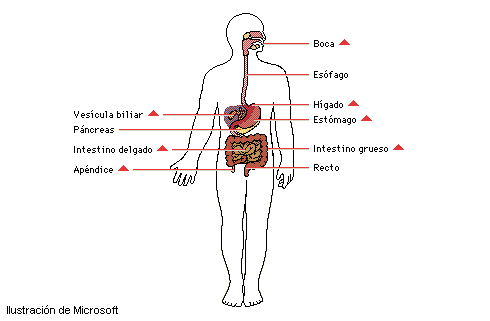 Boca
Esófago
Hígado
Estómago
Intestino grueso
Recto
Vesícula biliar
Páncreas
Intestino delgado
Apéndice
Ilustración de Microsoft